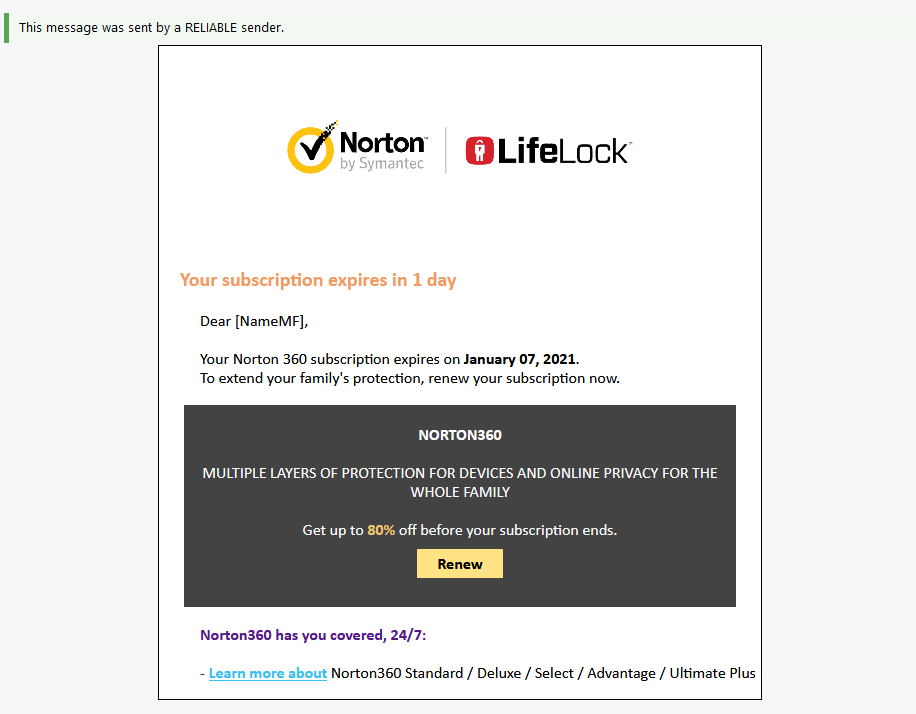 This message was sent by a RELIABLE sender.
Norton™
by Symantec
LifeLock™
Your subscription expires in 1 day
Dear [NameMF],
Your Norton 360 subscription expires on January 07, 2021.
To extend your family's protection, renew your subscription now.
NORTON360
MULTIPLE LAYERS OF PROTECTION FOR DEVICES AND ONLINE PRIVACY FOR THE
WHOLE FAMILY
Get up to 80% off before your subscription ends.
Renew
Norton360 has you covered, 24/7:
- Learn more about Norton360 Standard / Deluxe / Select / Advantage / Ultimate Plus